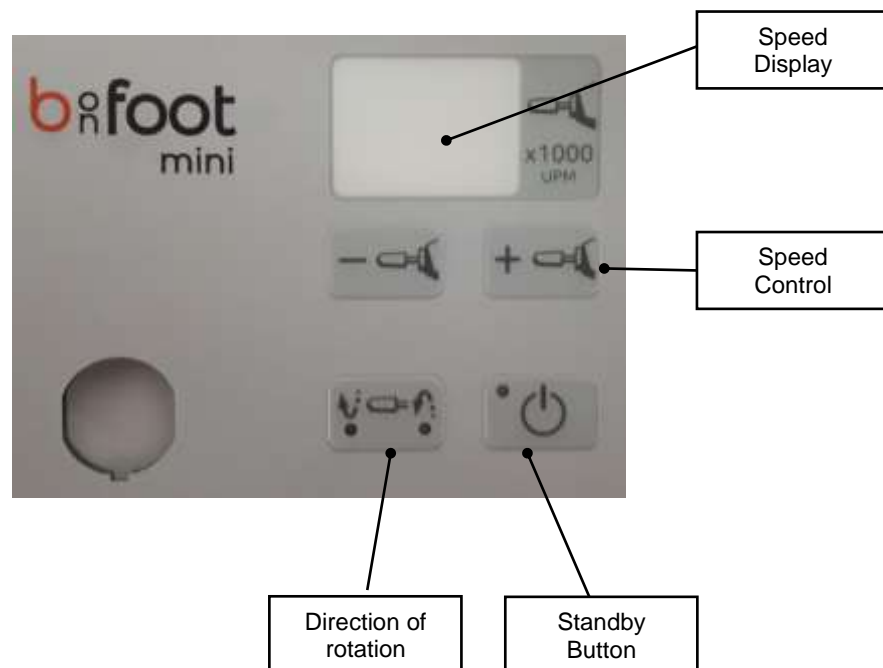 Speed
Display
bonfoot
mini
x1000
UPM
Speed
Control
- +
Direction of
rotation
Standby
Button